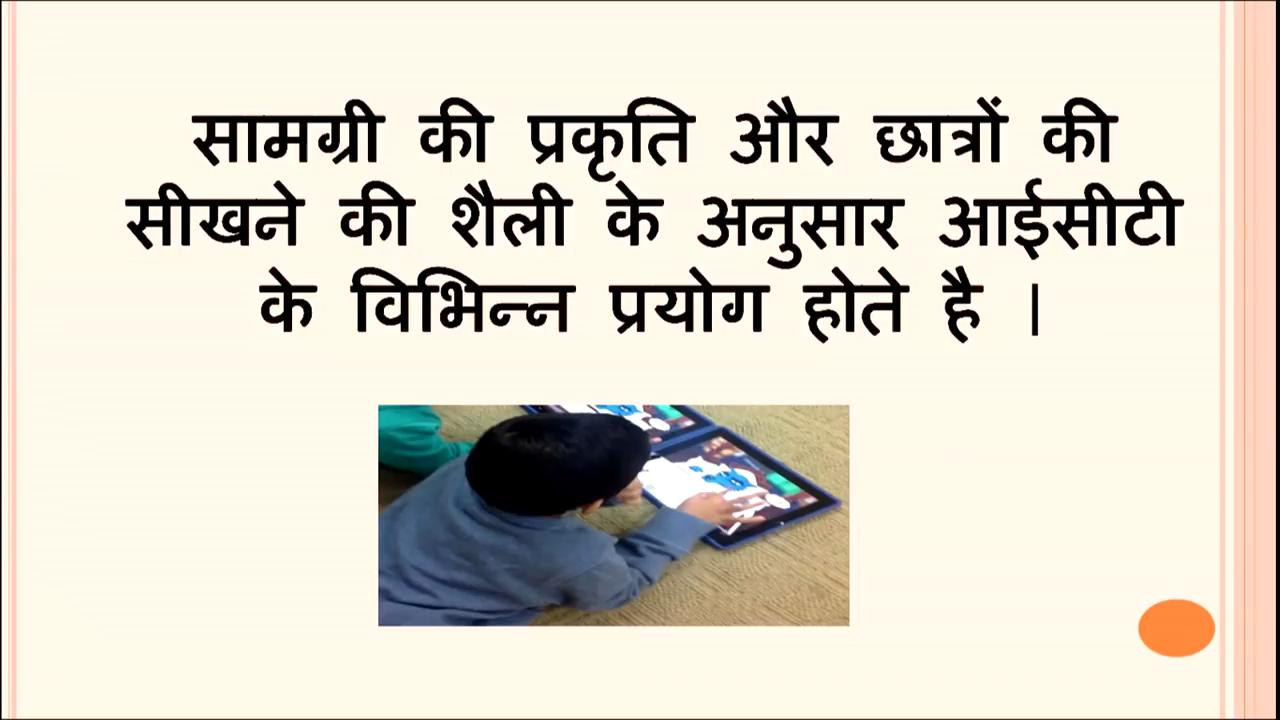 सामग्री की प्रकृति और छात्रों की
सीखने की शैली के अनुसार आईसीटी
के विभिन्न प्रयोग होते है ।